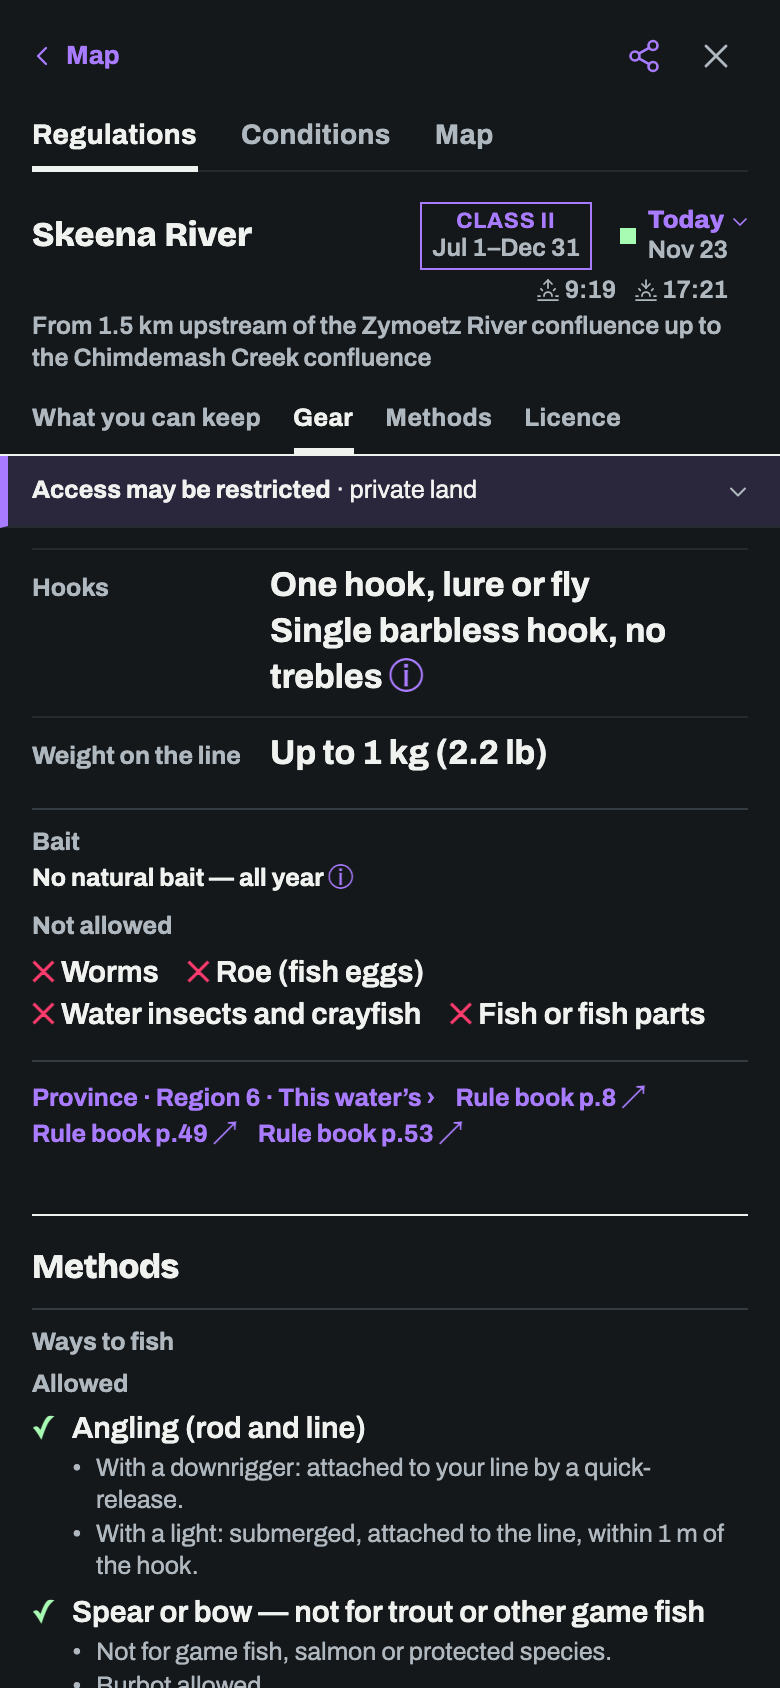 Map
Regulations Conditions Map
Skeena River
CLASS II
Jul 1–Dec 31
Today
Nov 23
9:19 17:21
From 1.5 km upstream of the Zymoetz River confluence up to
the Chimdemash Creek confluence
What you can keep Gear Methods Licence
Access may be restricted · private land
Hooks
One hook, lure or fly
Single barbless hook, no
trebles ⓘ
Weight on the line Up to 1 kg (2.2 lb)
Bait
No natural bait — all year ⓘ
Not allowed
Worms Roe (fish eggs)
Water insects and crayfish Fish or fish parts
Province · Region 6 · This water’s › Rule book p.8
Rule book p.49 Rule book p.53
Methods
Ways to fish
Allowed
✓ Angling (rod and line)
• With a downrigger: attached to your line by a quick-
release.
• With a light: submerged, attached to the line, within 1 m of
the hook.
✓ Spear or bow — not for trout or other game fish
• Not for game fish, salmon or protected species.
• Burbot allowed